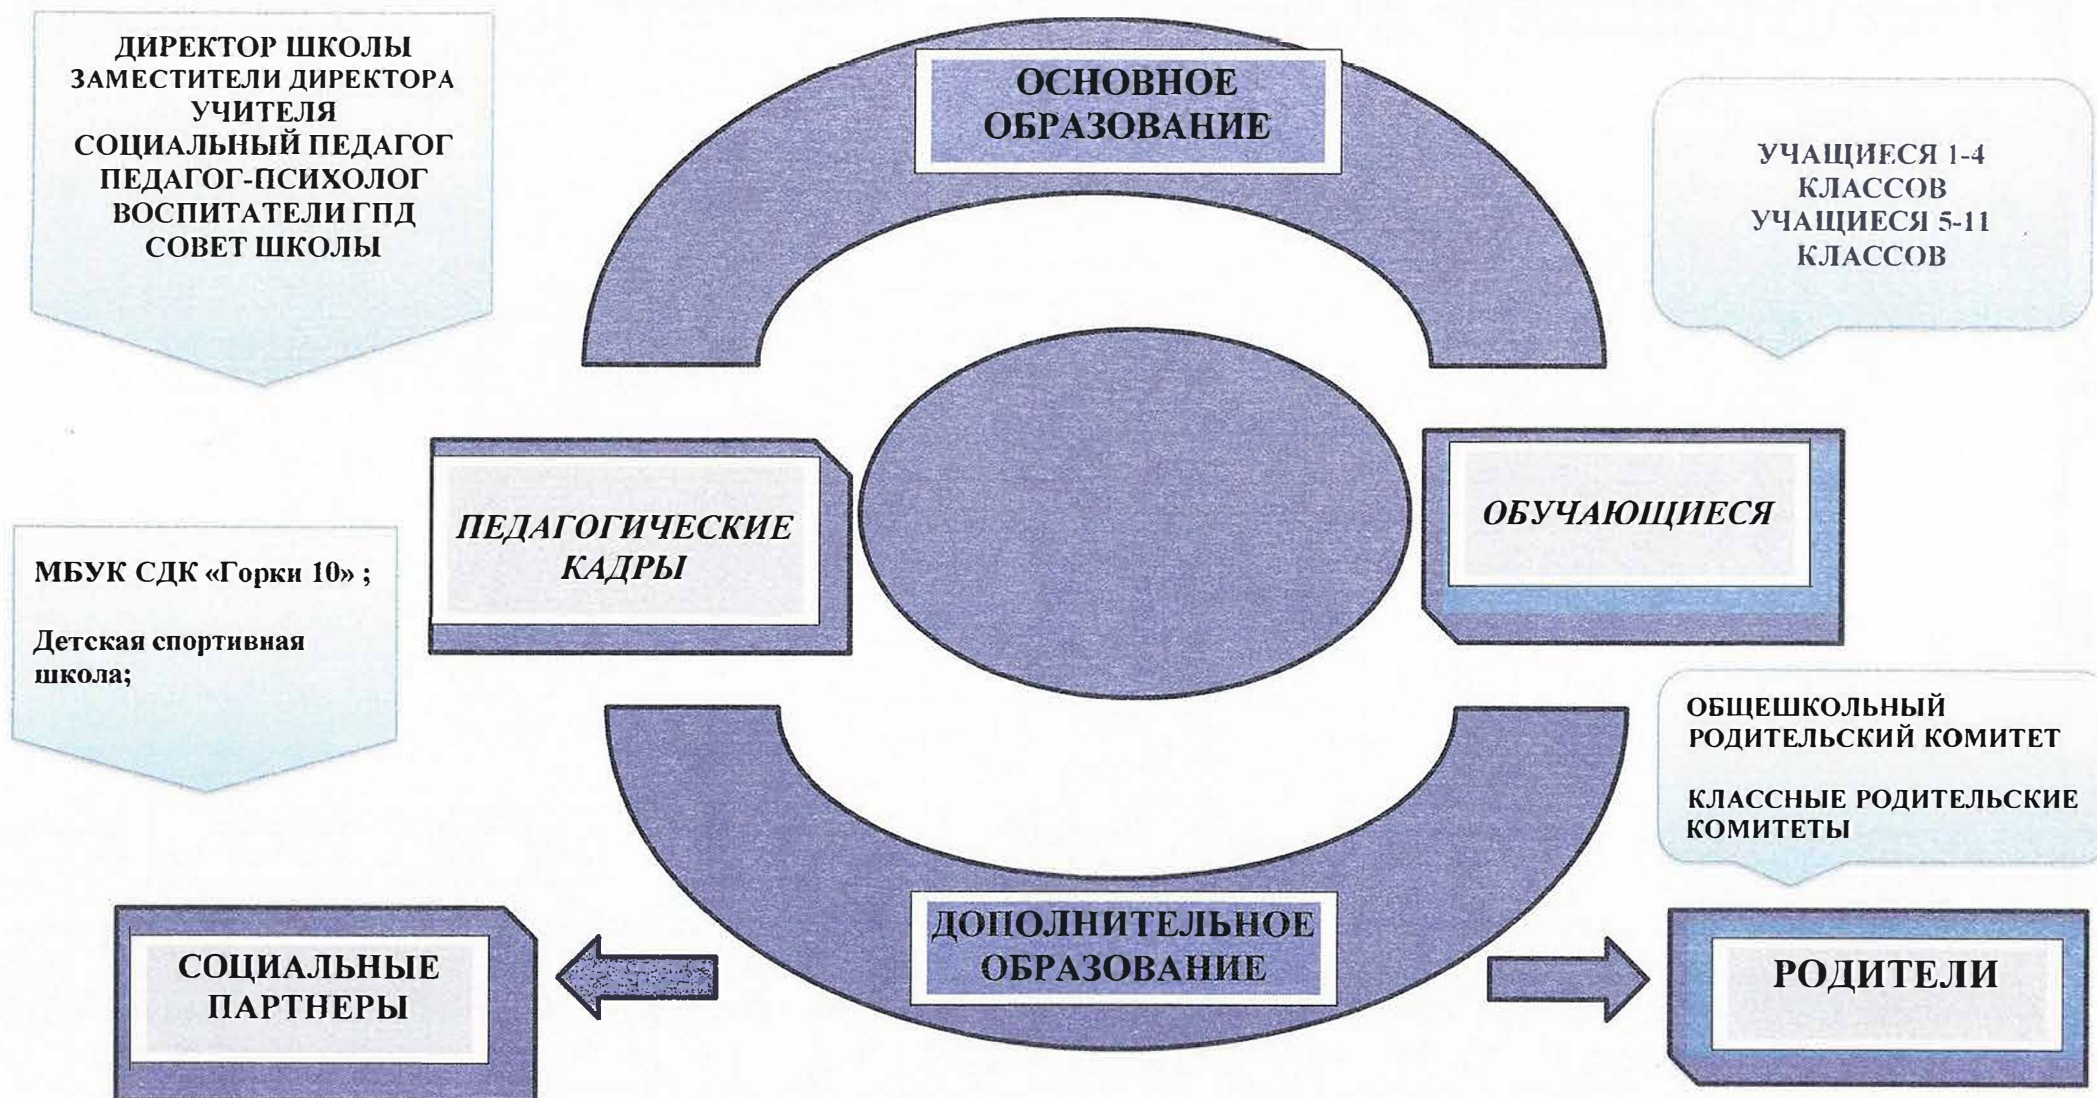 ДИРЕКТОР ШКОЛЫ
ЗАМЕСТИТЕЛИ ДИРЕКТОРА
УЧИТЕЛЯ
СОЦИАЛЬНЫЙ ПЕДАГОГ
ПЕДАГОГ-ПСИХОЛОГ
ВОСПИТАТЕЛИ ГПД
СОВЕТ ШКОЛЫ
ОСНОВНОЕ
ОБРАЗОВАНИЕ
УЧАЩИЕСЯ 1-4
КЛАССОВ
УЧАЩИЕСЯ 5-11
КЛАССОВ
ПЕДАГОГИЧЕСКИЕ
КАДРЫ
ОБУЧАЮЩИЕСЯ
МБУК СДК «Горки 10» ;
Детская спортивная
школа;
ОБЩЕШКОЛЬНЫЙ
РОДИТЕЛЬСКИЙ КОМИТЕТ
КЛАССНЫЕ РОДИТЕЛЬСКИЕ
КОМИТЕТЫ
СОЦИАЛЬНЫЕ
ПАРТНЕРЫ
ДОПОЛНИТЕЛЬНОЕ
ОБРАЗОВАНИЕ
РОДИТЕЛИ